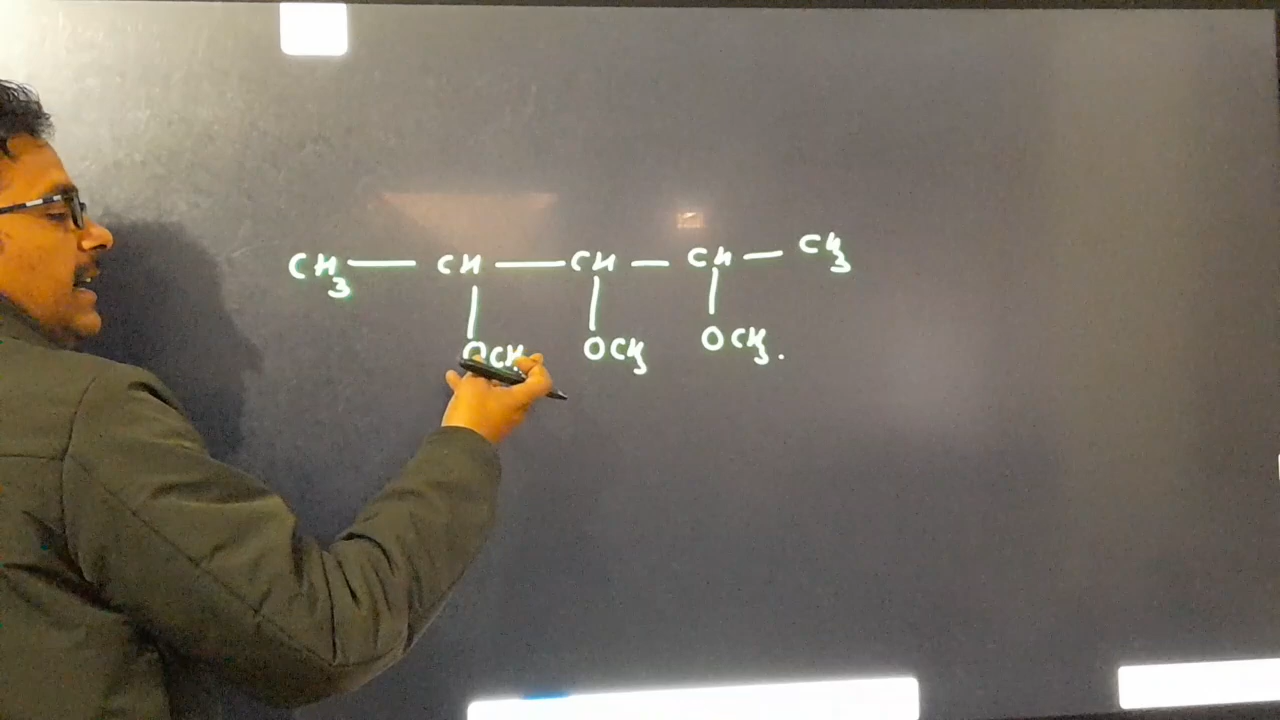 CH3 — CH — CH — CH — CH3
OCH3 OCH3 OCH3.